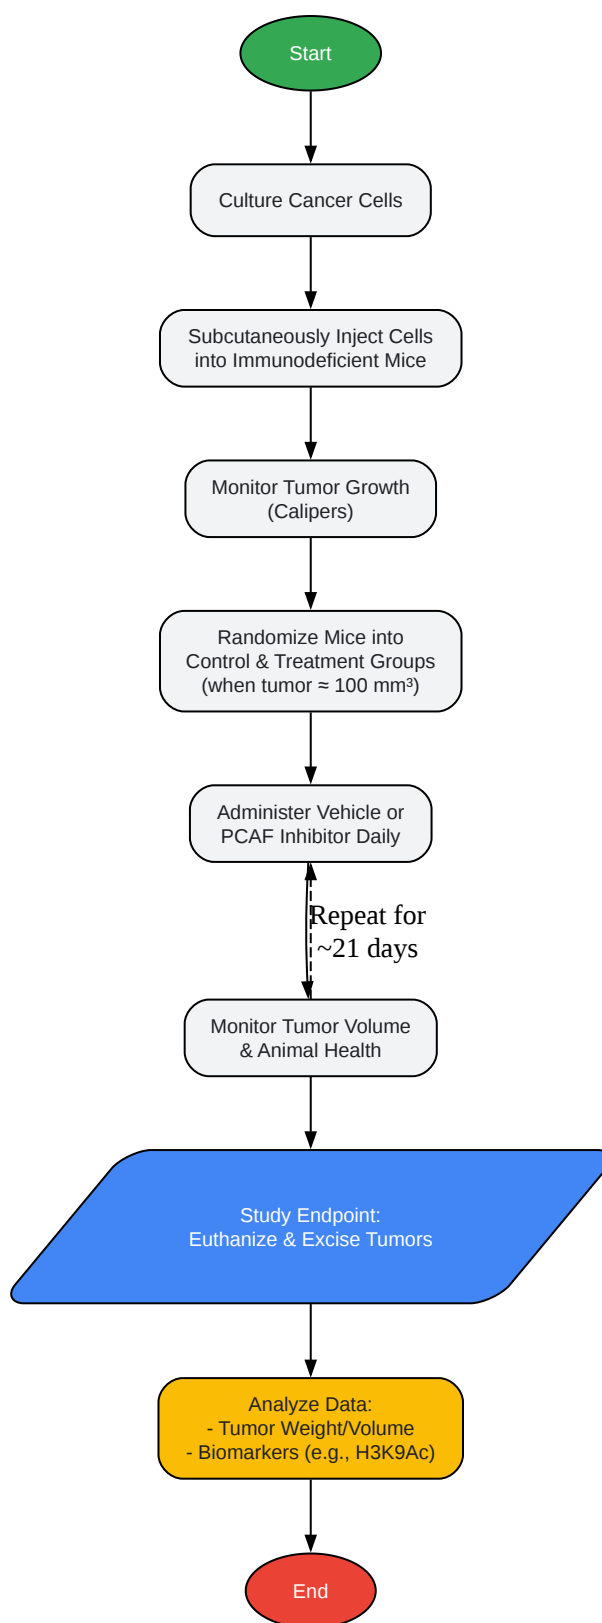 Start
Culture Cancer Cells
Subcutaneously Inject Cells
into Immunodeficient Mice
Monitor Tumor Growth
(Calipers)
Randomize Mice into
Control & Treatment Groups
(when tumor ≈ 100 mm³)
Administer Vehicle or
PCAF Inhibitor Daily
Repeat for
~21 days
Monitor Tumor Volume
& Animal Health
Study Endpoint:
Euthanize & Excise Tumors
Analyze Data:
- Tumor Weight/Volume
- Biomarkers (e.g., H3K9Ac)
End